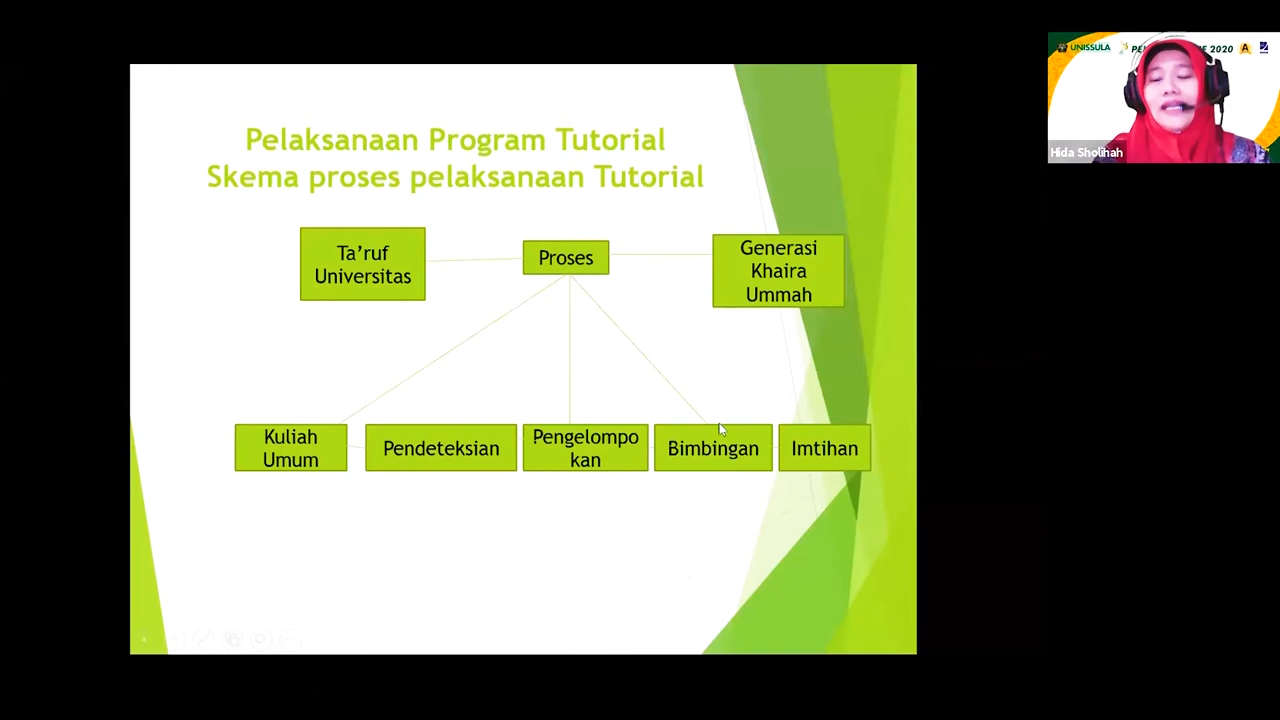 Pelaksanaan Program Tutorial
Skema proses pelaksanaan Tutorial
Ta’ruf
Universitas
Proses
Generasi
Khaira
Ummah
Kuliah
Umum
Pendeteksian
Pengelompo
kan
Bimbingan
Imtihan
UNISSULA
2020
Hida Sholihah